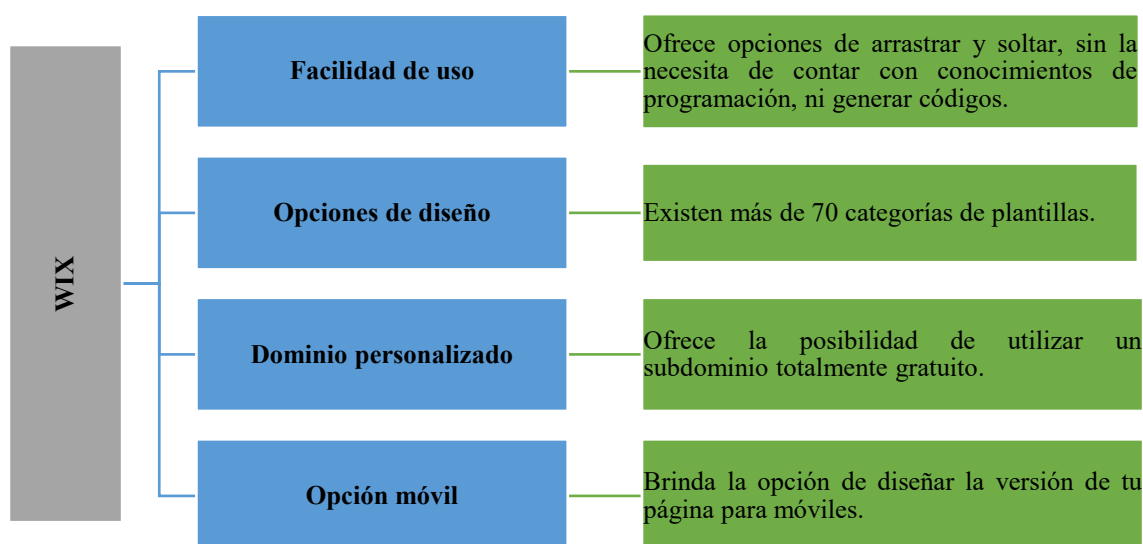 WIX
Facilidad de uso
Ofrece opciones de arrastrar y soltar, sin la
necesita de contar con conocimientos de
programación, ni generar códigos.
Opciones de diseño
Existen más de 70 categorías de plantillas.
Dominio personalizado
Ofrece la posibilidad de utilizar un
subdominio totalmente gratuito.
Opción móvil
Brinda la opción de diseñar la versión de tu
página para móviles.